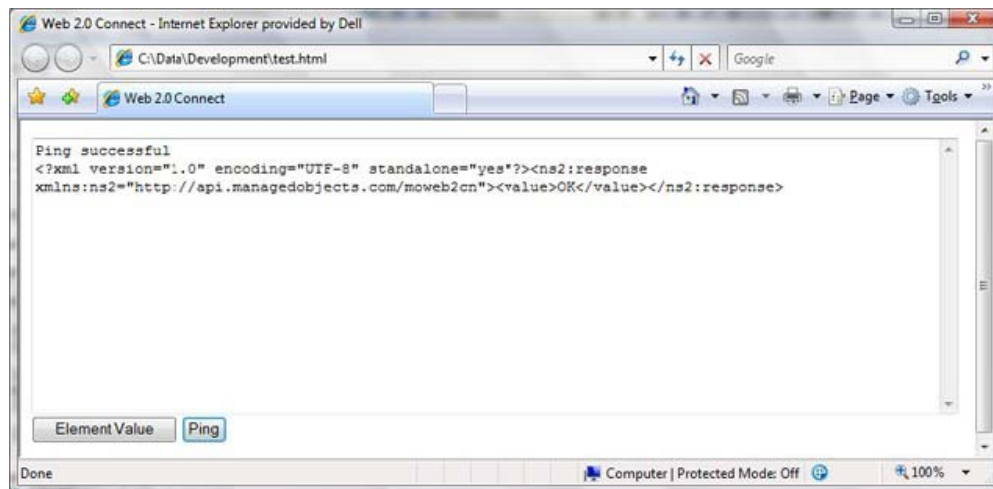 Web 2.0 Connect - Internet Explorer provided by Dell
C:\Data\Development\test.html
Google
Web 2.0 Connect
Page
Tools
Ping successful
<?xml version="1.0" encoding="UTF-8" standalone="yes"?><ns2:response
xmlns:ns2="http://api.managedobjects.com/moweb2cn"><value>OK</value></ns2:response>
Element Value
Ping
Done
Computer | Protected Mode: Off
100%